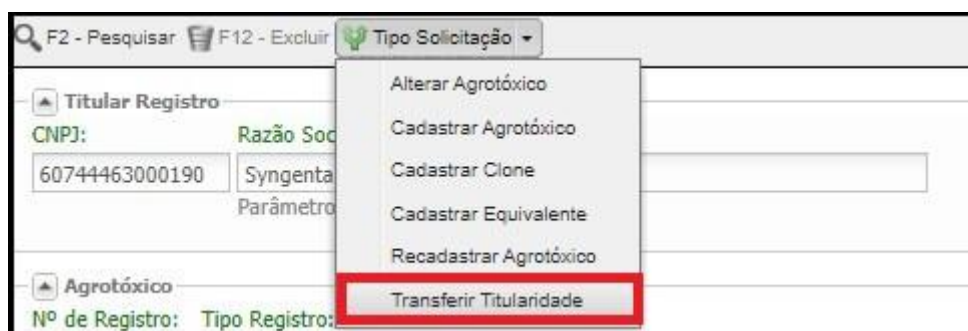 F2 - Pesquisar F12 - Excluir Tipo Solicitação
Alterar Agrotóxico
Titular Registro
CNPJ: Razão Soc Cadastrar Agrotóxico
60744463000190 Syngenta Cadastrar Clone
Parâmetro Cadastrar Equivalente
Recadastrar Agrotóxico
Agrotóxico
Transferir Titularidade
Nº de Registro: Tipo Registro: